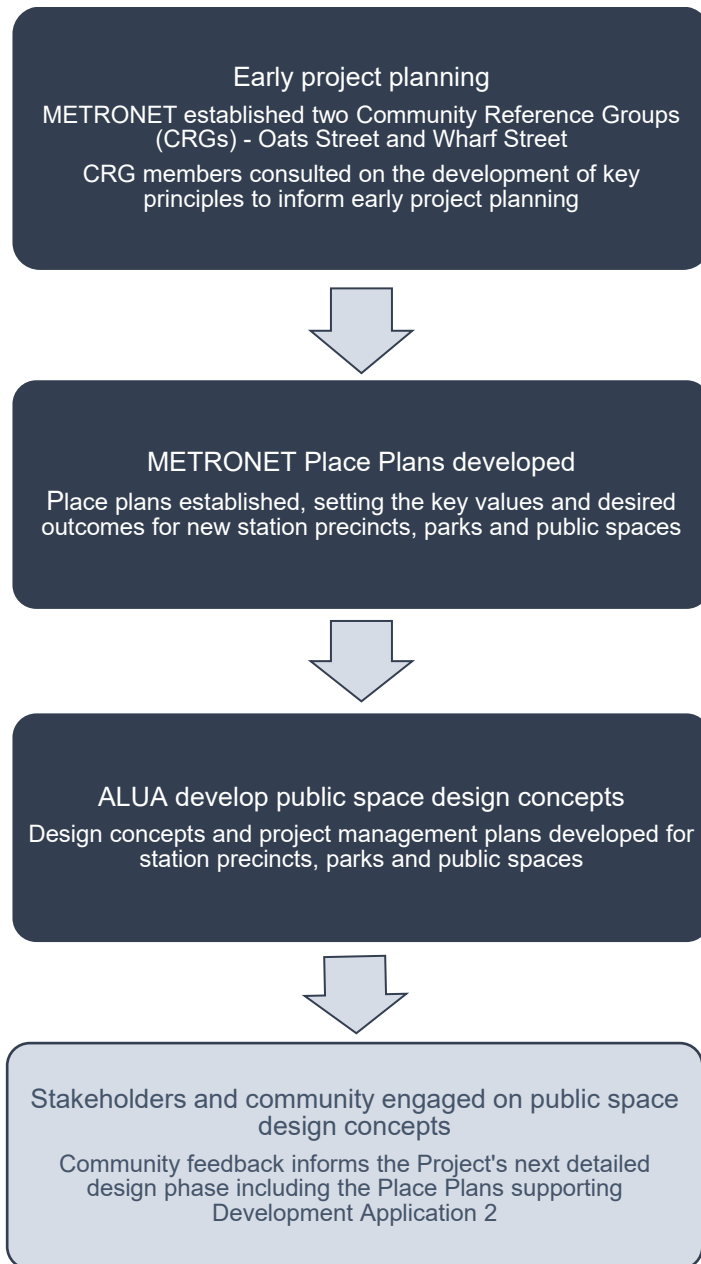 Early project planning
METRONET established two Community Reference Groups
(CRGs) - Oats Street and Wharf Street
CRG members consulted on the development of key
principles to inform early project planning
METRONET Place Plans developed
Place plans established, setting the key values and desired
outcomes for new station precincts, parks and public spaces
ALUA develop public space design concepts
Design concepts and project management plans developed for
station precincts, parks and public spaces
Stakeholders and community engaged on public space
design concepts
Community feedback informs the Project's next detailed
design phase including the Place Plans supporting
Development Application 2